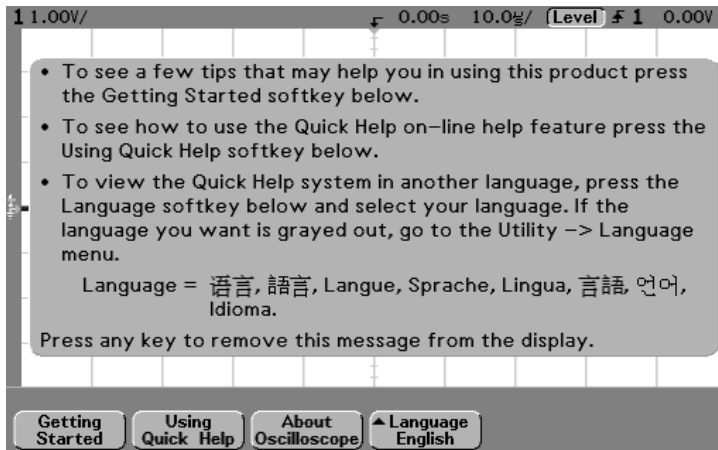 1 1.00V/ 0.00s 10.0㎲/ Level 1 0.00V
• To see a few tips that may help you in using this product press
the Getting Started softkey below.
• To see how to use the Quick Help on-line help feature press the
Using Quick Help softkey below.
• To view the Quick Help system in another language, press the
Language softkey below and select your language. If the
language you want is grayed out, go to the Utility -> Language
menu.
Language = 语言, 語言, Langue, Sprache, Lingua, 言語, 언어,
Idioma.
Press any key to remove this message from the display.
Getting Started
Using Quick Help
About Oscilloscope
Language English